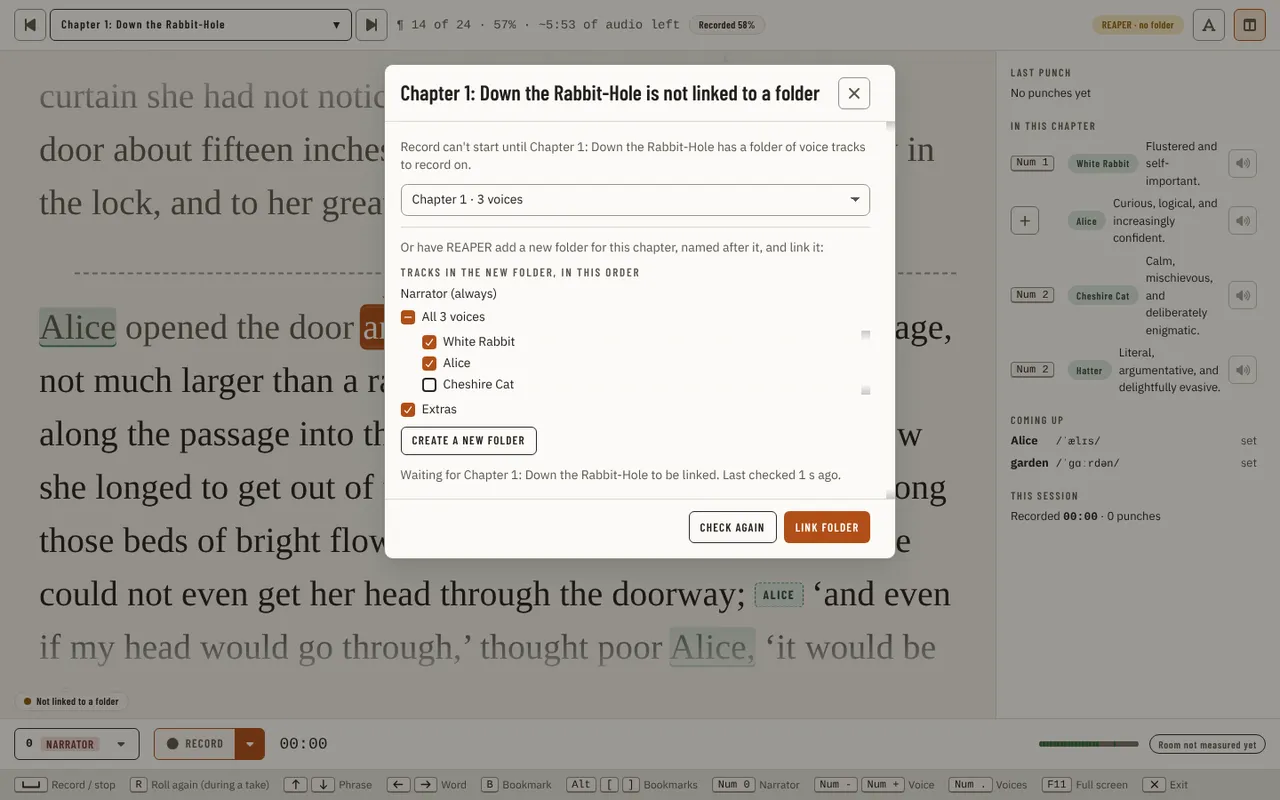 Chapter 1: Down the Rabbit-Hole
¶ 14 of 24 · 57% · ~5:53 of audio left
Recorded 58%
REAPER · no folder
A
curtain she had not notic
door about fifteen inches
in
the lock, and to her grea
Alice opened the door
age,
not much larger than a ra
along the passage into th
w
she longed to get out of
ong
those beds of bright flow
e
could not even get her head through the doorway; ALICE ‘and even
if my head would go through,’ thought poor Alice, ‘it would be
Not linked to a folder
Chapter 1: Down the Rabbit-Hole is not linked to a folder
Record can't start until Chapter 1: Down the Rabbit-Hole has a folder of voice tracks
to record on.
Chapter 1 · 3 voices
Or have REAPER add a new folder for this chapter, named after it, and link it:
TRACKS IN THE NEW FOLDER, IN THIS ORDER
Narrator (always)
All 3 voices
White Rabbit
Alice
Cheshire Cat
Extras
CREATE A NEW FOLDER
Waiting for Chapter 1: Down the Rabbit-Hole to be linked. Last checked 1 s ago.
CHECK AGAIN
LINK FOLDER
LAST PUNCH
No punches yet
IN THIS CHAPTER
Num 1
White Rabbit
Flustered and
self-
important.
+
Alice
Curious, logical, and
increasingly
confident.
Num 2
Cheshire Cat
Calm,
mischievous,
and
deliberately
enigmatic.
Num 2
Hatter
Literal,
argumentative, and
delightfully evasive.
COMING UP
Alice /ˈælɪs/ set
garden /ˈɡɑːrdən/ set
THIS SESSION
Recorded 00:00 · 0 punches
0 NARRATOR
RECORD
00:00
Room not measured yet
Record / stop
R Roll again (during a take)
↑ ↓ Phrase
← → Word
B Bookmark
Alt [ ] Bookmarks
Num 0 Narrator
Num - Num + Voice
Num . Voices
F11 Full screen
✕ Exit